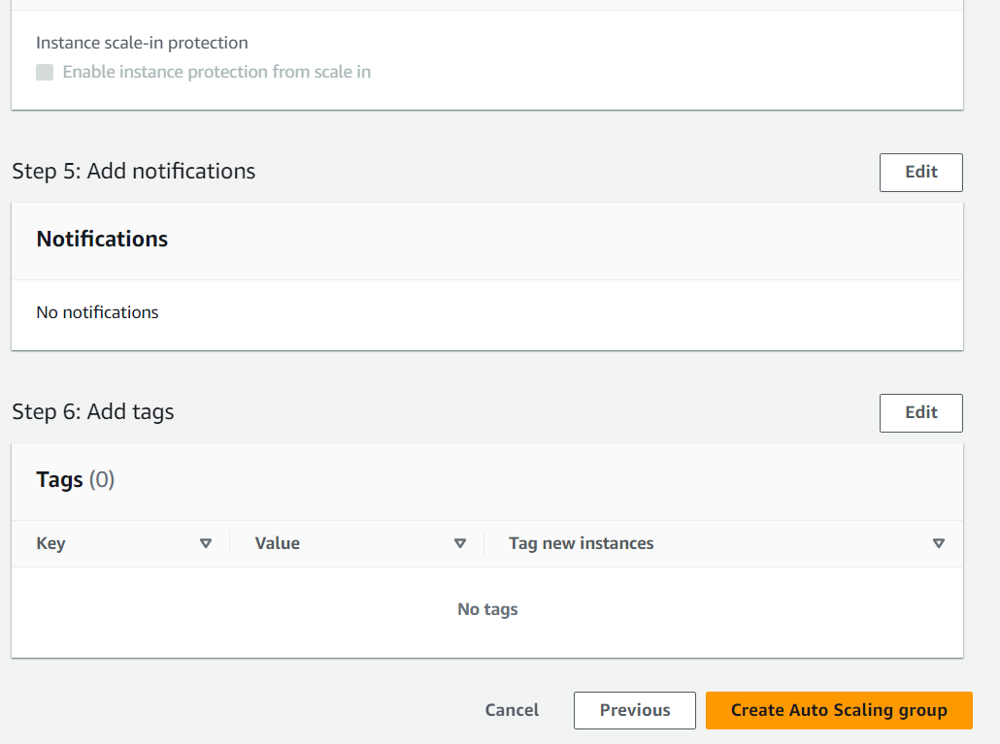 Instance scale-in protection
Enable instance protection from scale in
Step 5: Add notifications
Edit
Notifications
No notifications
Step 6: Add tags
Edit
Tags (0)
Key Value Tag new instances
No tags
Cancel Previous Create Auto Scaling group